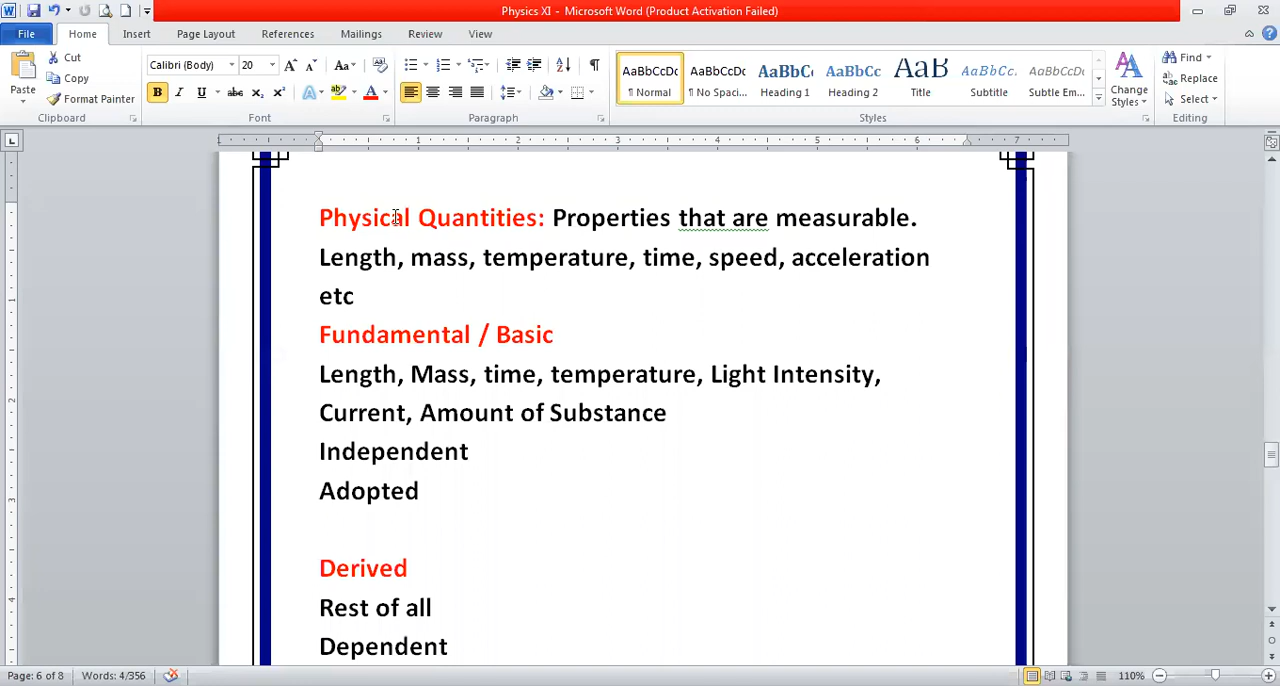 Physics XI - Microsoft Word (Product Activation Failed)
File Home Insert Page Layout References Mailings Review View
Paste
Cut
Copy
Format Painter
Clipboard
Calibri (Body) 20
Font
Paragraph
AaBbCcDc AaBbCcDc AaBbC AaBbCc AaB AaBbCc. AaBbCcDc
¶ Normal ¶ No Spaci... Heading 1 Heading 2 Title Subtitle Subtle Em...
Change
Styles
Styles
Find
Replace
Select
Editing
Physical Quantities: Properties that are measurable.
Length, mass, temperature, time, speed, acceleration
etc
Fundamental / Basic
Length, Mass, time, temperature, Light Intensity,
Current, Amount of Substance
Independent
Adopted
Derived
Rest of all
Dependent
Page: 6 of 8 Words: 4/356 110%